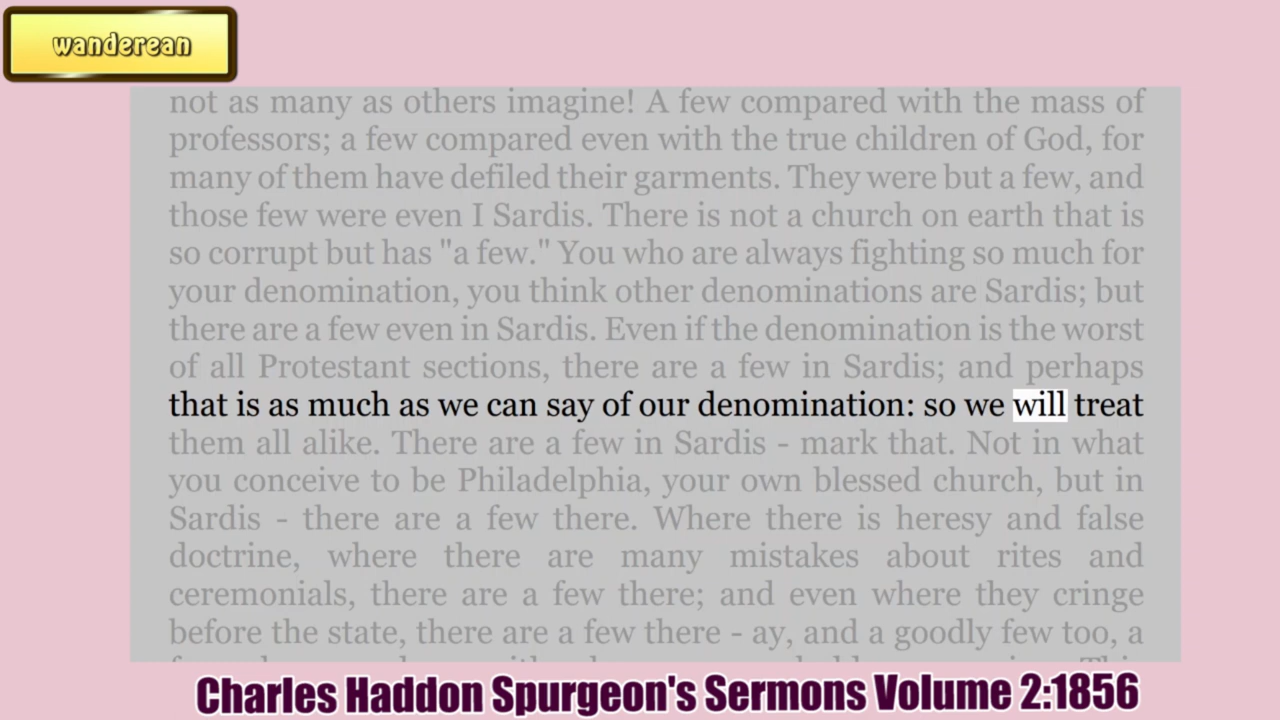 wanderean
not as many as others imagine! A few compared with the mass of
professors; a few compared even with the true children of God, for
many of them have defiled their garments. They were but a few, and
those few were even I Sardis. There is not a church on earth that is
so corrupt but has "a few." You who are always fighting so much for
your denomination, you think other denominations are Sardis; but
there are a few even in Sardis. Even if the denomination is the worst
of all Protestant sections, there are a few in Sardis; and perhaps
that is as much as we can say of our denomination: so we will treat
them all alike. There are a few in Sardis - mark that. Not in what
you conceive to be Philadelphia, your own blessed church, but in
Sardis - there are a few there. Where there is heresy and false
doctrine, where there are many mistakes about rites and
ceremonials, there are a few there; and even where they cringe
before the state, there are a few there - ay, and a goodly few too, a
Charles Haddon Spurgeon's Sermons Volume 2:1856